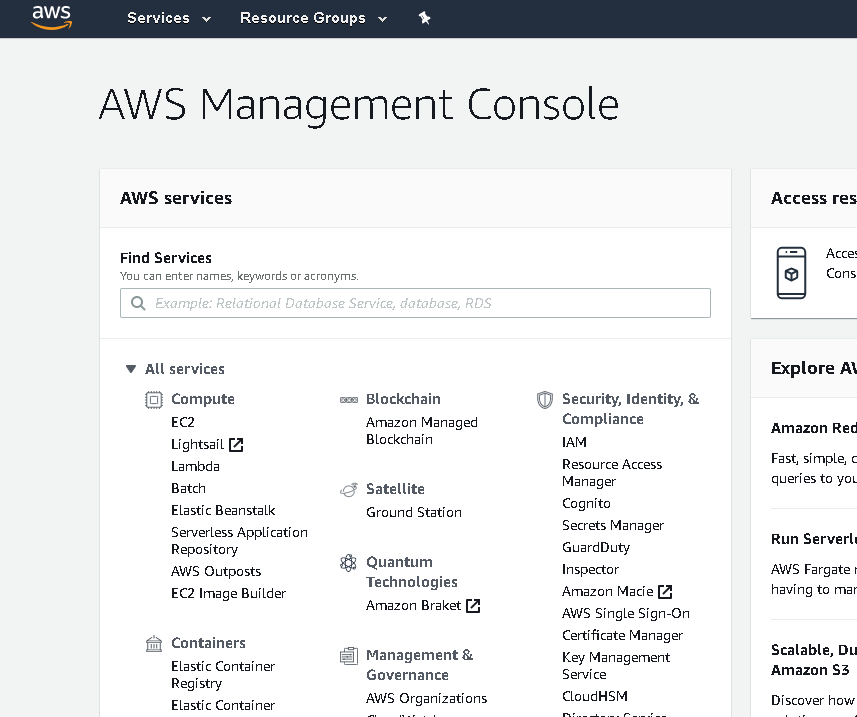 aws
Services
Resource Groups
AWS Management Console
AWS services
Find Services
You can enter names, keywords or acronyms.
Example: Relational Database Service, database, RDS
All services
Compute
EC2
Lightsail
Lambda
Batch
Elastic Beanstalk
Serverless Application
Repository
AWS Outposts
EC2 Image Builder
Containers
Elastic Container
Registry
Elastic Container
Blockchain
Amazon Managed
Blockchain
Satellite
Ground Station
Quantum
Technologies
Amazon Braket
Management &
Governance
AWS Organizations
Security, Identity, &
Compliance
IAM
Resource Access
Manager
Cognito
Secrets Manager
GuardDuty
Inspector
Amazon Macie
AWS Single Sign-On
Certificate Manager
Key Management
Service
CloudHSM
Directory Service
Access res
Acces
Cons
Explore AW
Amazon Red
Fast, simple, c
queries to you
Run Serverle
AWS Fargate r
having to mar
Scalable, Du
Amazon S3
Discover how